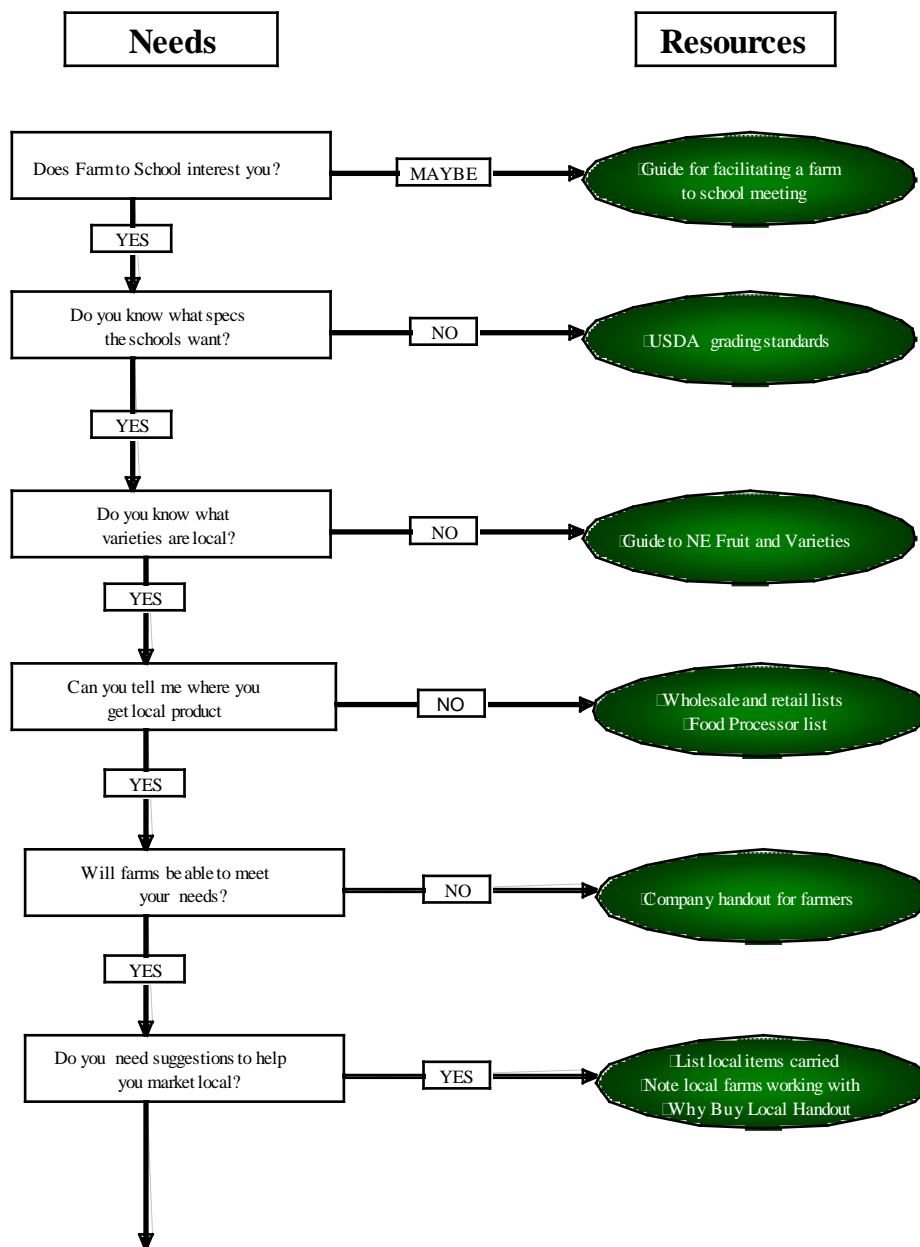 Needs
Resources
Does Farm to School interest you?
MAYBE
Guide for facilitating a farm
to school meeting
YES
Do you know what specs
the schools want?
NO
USDA grading standards
YES
Do you know what
varieties are local?
NO
Guide to NE Fruit and Varieties
YES
Can you tell me where you
get local product
NO
Wholesale and retail lists
Food Processor list
YES
Will farms be able to meet
your needs?
NO
Company handout for farmers
YES
Do you need suggestions to help
you market local?
YES
List local items carried
Note local farms working with
Why Buy Local Handout